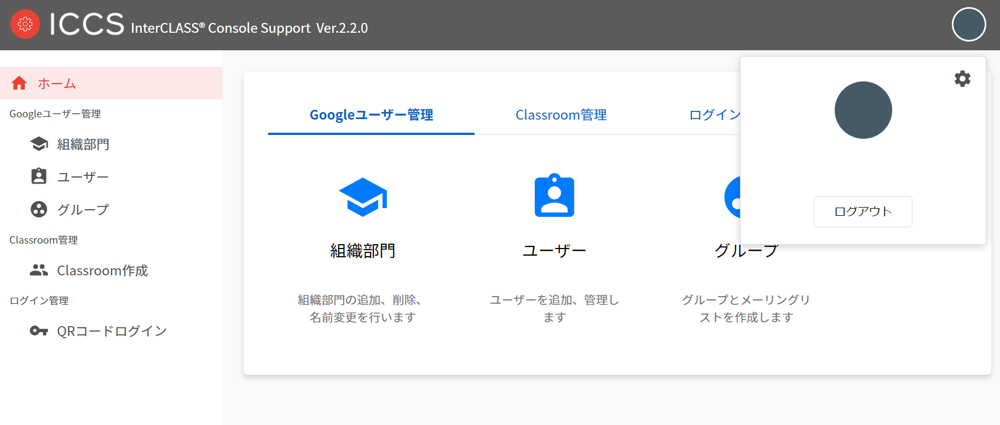 ICCS InterCLASS® Console Support Ver.2.2.0
ホーム
Googleユーザー管理
組織部門
ユーザー
グループ
Classroom管理
Classroom作成
ログイン管理
QRコードログイン
Googleユーザー管理
Classroom管理
ログイン
組織部門
組織部門の追加、削除、
名前変更を行います
ユーザー
ユーザーを追加、管理し
ます
グループ
グループとメーリングリ
ストを作成します
ログアウト